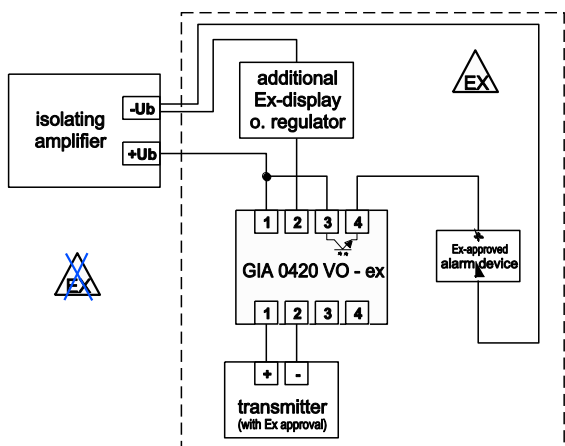 additional
Ex-display
o. regulator
EX
isolating
amplifier
-Ub
+Ub
1 2 3 4
GIA 0420 VO - ex
1 2 3 4
+ -
transmitter
(with Ex approval)
+
Ex-approved
alarm device
EX